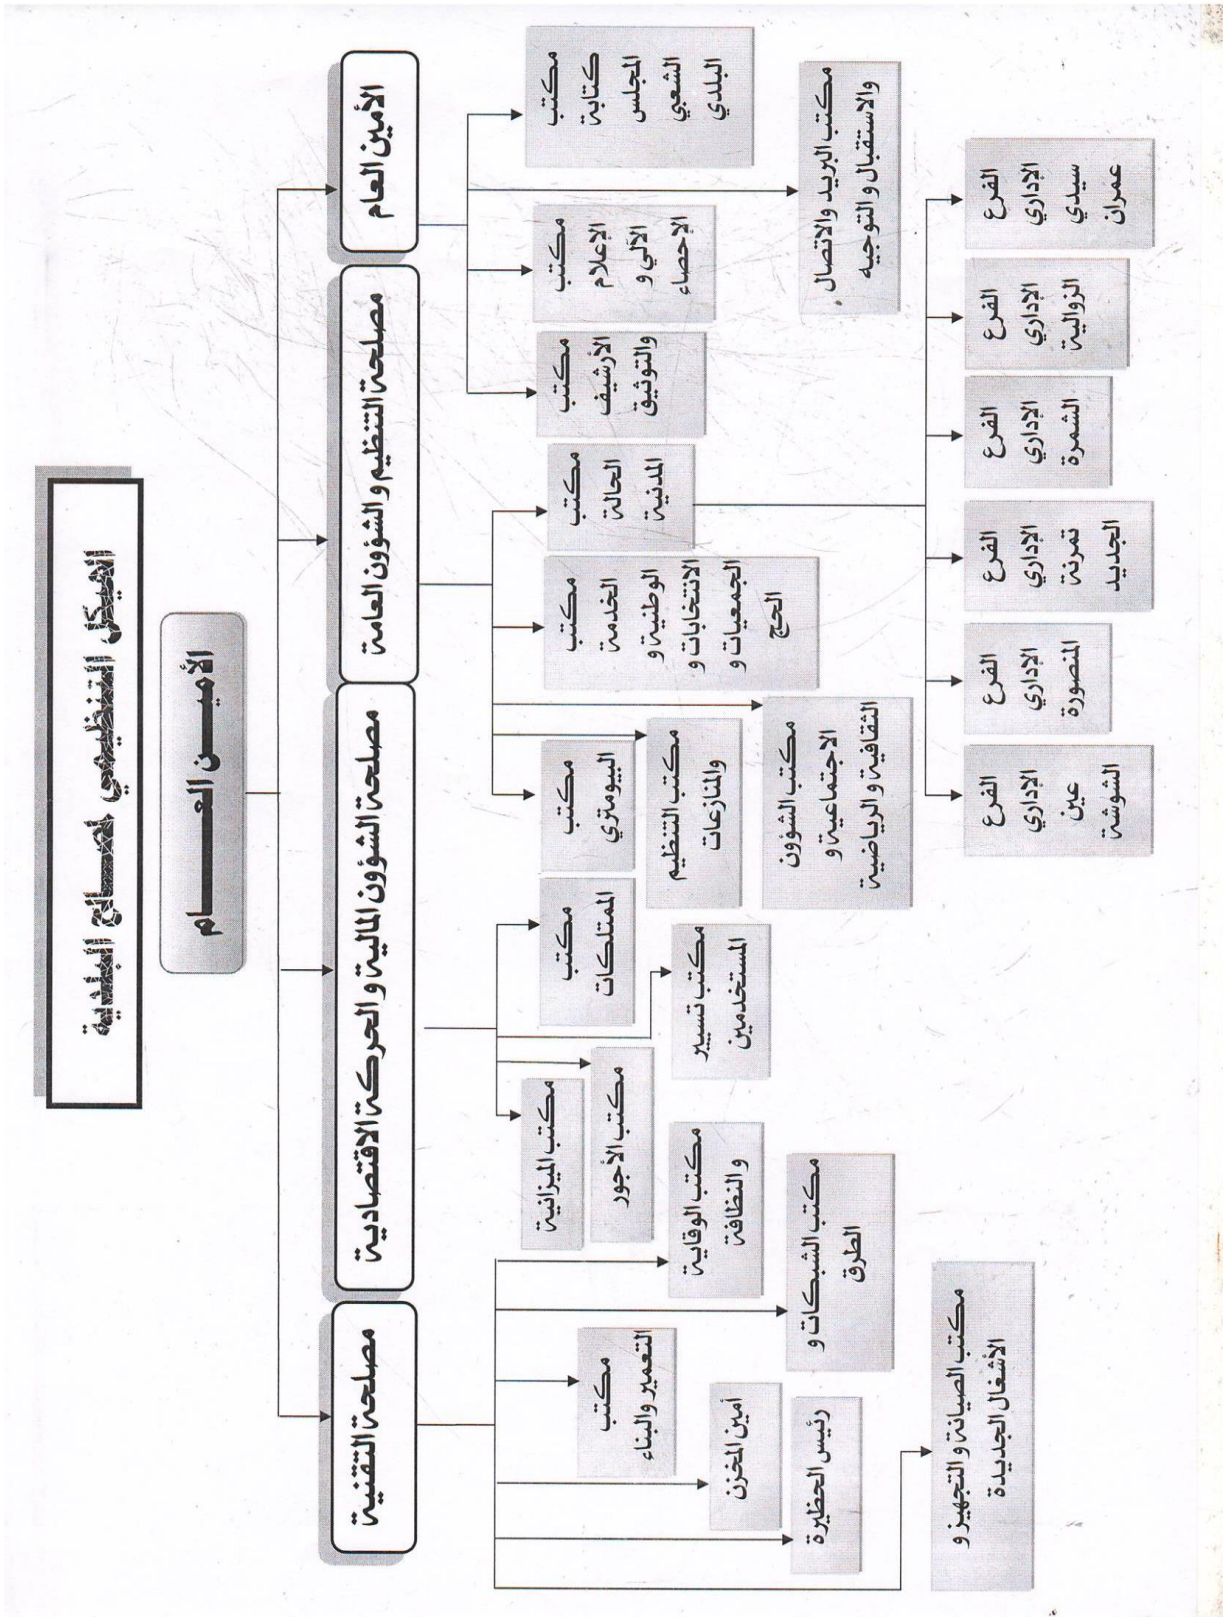 الهيكل التنظيمي لمصالح البلدية
الأميــن العـــــام
الأمين العام
مصلحة التنظيم و الشؤون العامة
مصلحة الشؤون المالية و الحركة الاقتصادية
مصلحة التقنية
مكتب
كتابة
المجلس
الشعبي
البلدي
مكتب البريد والاتصال
والاستقبال و التوجيه
مكتب
الإعلام
الآلي و
الإحصاء
مكتب
الأرشيف
والتوثيق
مكتب
الحالة
المدنية
مكتب
الخدمة
الوطنية و
الانتخابات و
الجمعيات و
الحج
مكتب الشؤون
الاجتماعية و
الثقافية و الرياضية
مكتب التنظيم
والمنازعات
مكتب
البيومتري
الفرع
الإداري
سيدي
عمران
الفرع
الإداري
الزوالية
الفرع
الإداري
الشمرة
الفرع
الإداري
تمرنة
الجديد
الفرع
الإداري
المنصورة
الفرع
الإداري
عين
الشوشة
مكتب
الممتلكات
مكتب تسيير
المستخدمين
مكتب الأجور
مكتب الميزانية
مكتب الوقاية
و النظافة
مكتب الشبكات و
الطرق
مكتب
التعمير والبناء
أمين المخزن
رئيس الحظيرة
مكتب الصيانة و التجهيز و
الأشغال الجديدة